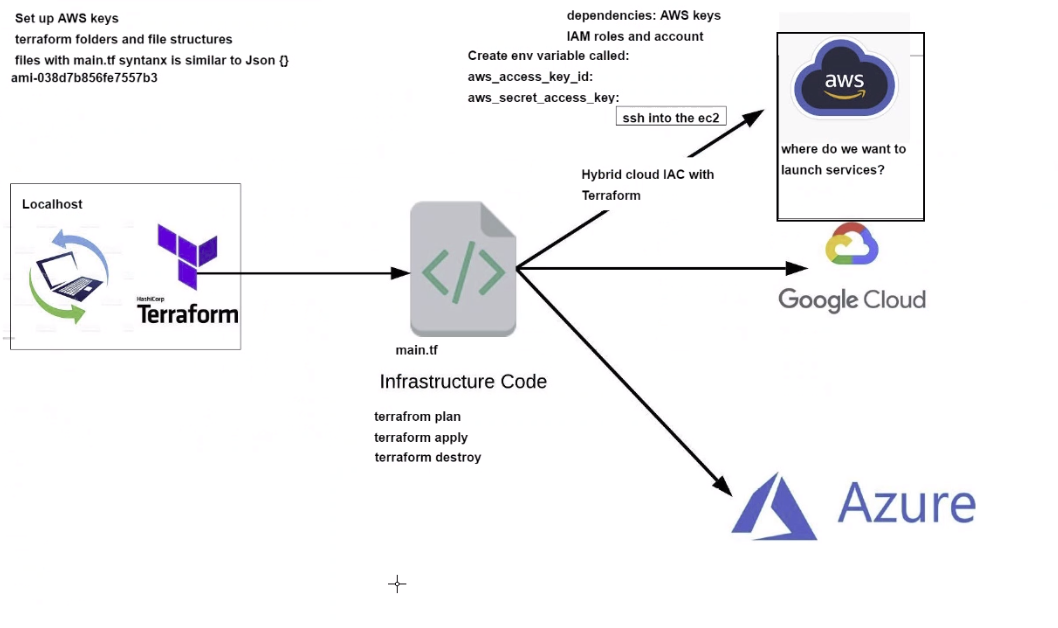 Set up AWS keys
terraform folders and file structures
files with main.tf syntanx is similar to Json {}
ami-038d7b856fe7557b3
dependencies: AWS keys
IAM roles and account
Create env variable called:
aws_access_key_id:
aws_secret_access_key:
ssh into the ec2
aws
where do we want to
launch services?
Hybrid cloud IAC with
Terraform
Localhost
HashiCorp
Terraform
main.tf
Infrastructure Code
terrafrom plan
terraform apply
terraform destroy
Google Cloud
Azure